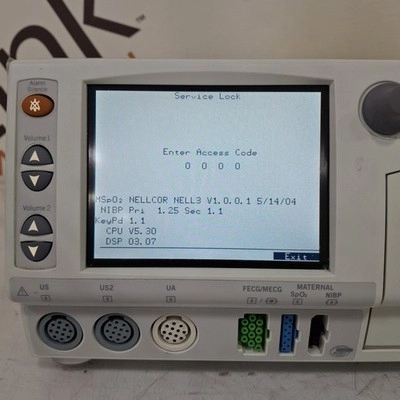 ink
Alarm
Silence
Volume 1
Volume 2
Service Lock
Enter Access Code
0 0 0 0
MSpO₂ NELLCOR NELL3 V1.0.0.1 5/14/04
NIBP Pri 1.25 Sec 1.1
KeyPd 1.1
CPU V5.30
DSP 03.07
Exit
US
US2
UA
FECG/MECG
MATERNAL
SpO₂
NIBP